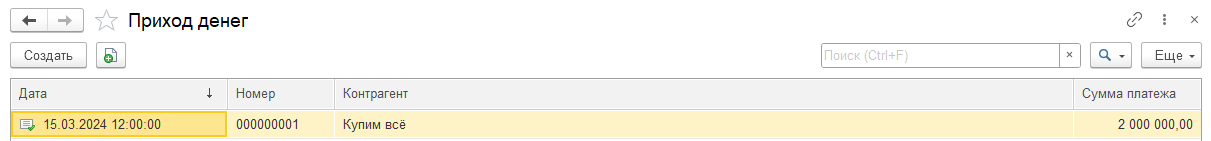 Приход денег
Создать Поиск (Ctrl+F) × Еще
Дата ↓ Номер Контрагент Сумма платежа
15.03.2024 12:00:00 000000001 Купим всё 2 000 000,00